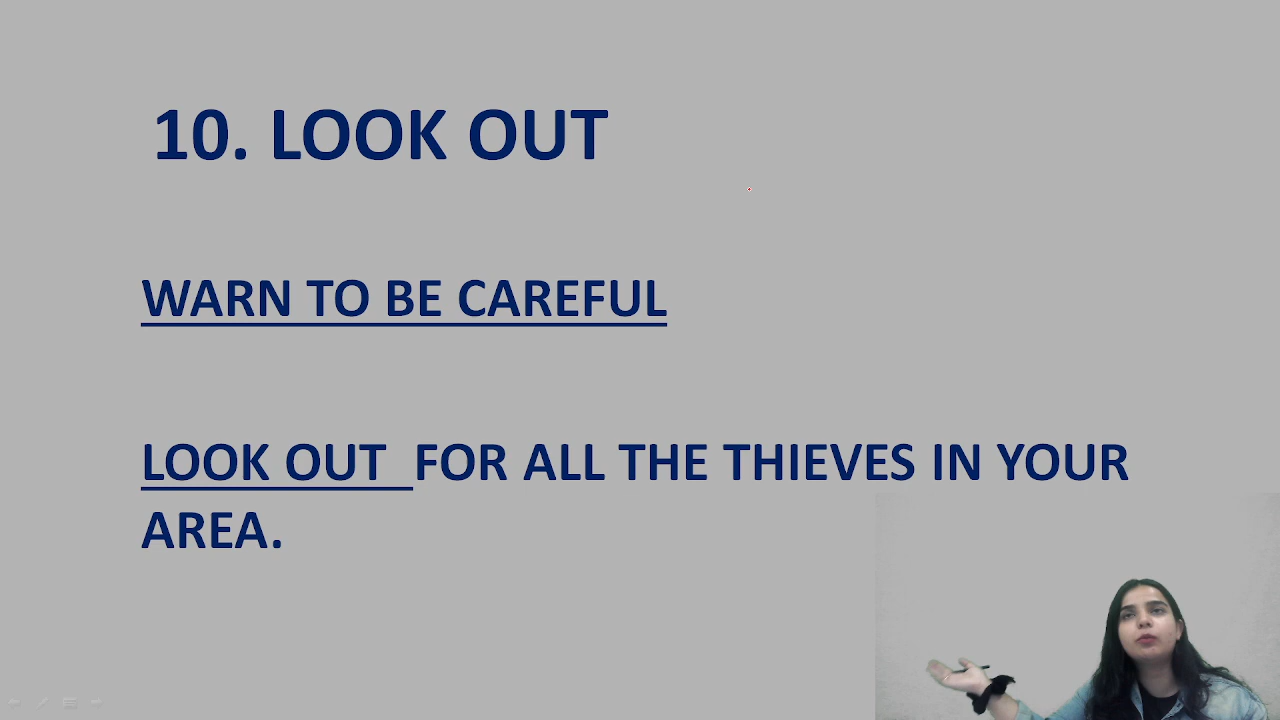 10. LOOK OUT
WARN TO BE CAREFUL
LOOK OUT FOR ALL THE THIEVES IN YOUR
AREA.